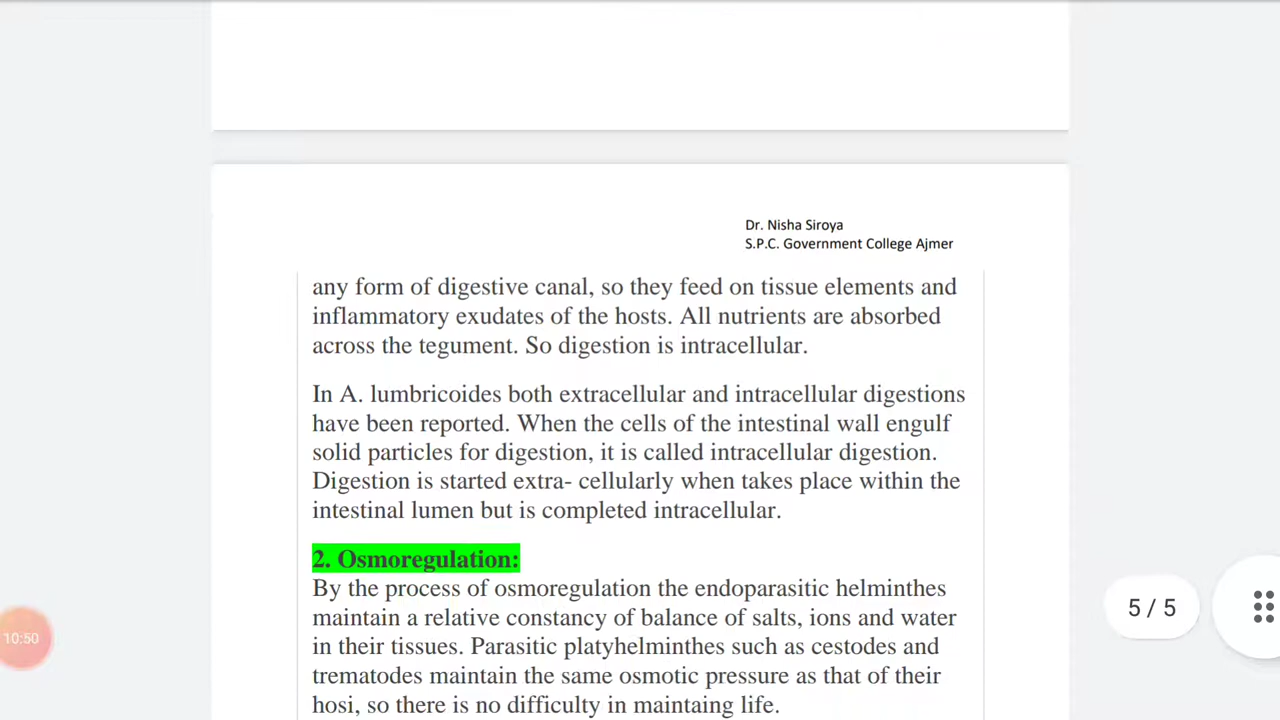 Dr. Nisha Siroya
S.P.C. Government College Ajmer
any form of digestive canal, so they feed on tissue elements and
inflammatory exudates of the hosts. All nutrients are absorbed
across the tegument. So digestion is intracellular.
In A. lumbricoides both extracellular and intracellular digestions
have been reported. When the cells of the intestinal wall engulf
solid particles for digestion, it is called intracellular digestion.
Digestion is started extra- cellularly when takes place within the
intestinal lumen but is completed intracellular.
2. Osmoregulation:
By the process of osmoregulation the endoparasitic helminthes
maintain a relative constancy of balance of salts, ions and water
in their tissues. Parasitic platyhelminthes such as cestodes and
trematodes maintain the same osmotic pressure as that of their
hosi, so there is no difficulty in maintaing life.
5 / 5
10:50